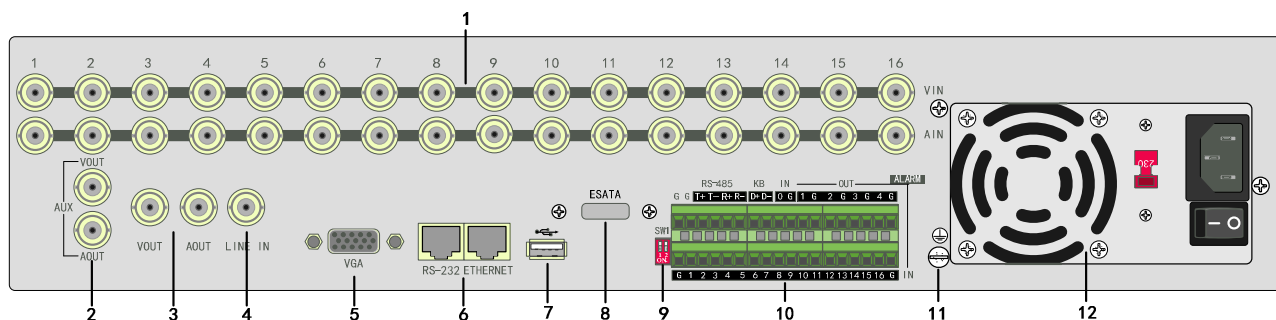 1
1 2 3 4 5 6 7 8 9 10 11 12 13 14 15 16
VIN
AIN
VOUT
AUX
AOUT
VOUT AOUT LINE IN
VGA
RS-232 ETHERNET
ESATA
RS-485 KB IN OUT ALARM
G G T+ T- R+ R- D+ D- 0 G 1 G 2 G 3 G 4 G
SW1
1 2
ON
G 1 2 3 4 5 6 7 8 9 10 11 12 13 14 15 16 G IN
230
2 3 4 5 6 7 8 9 10 11 12